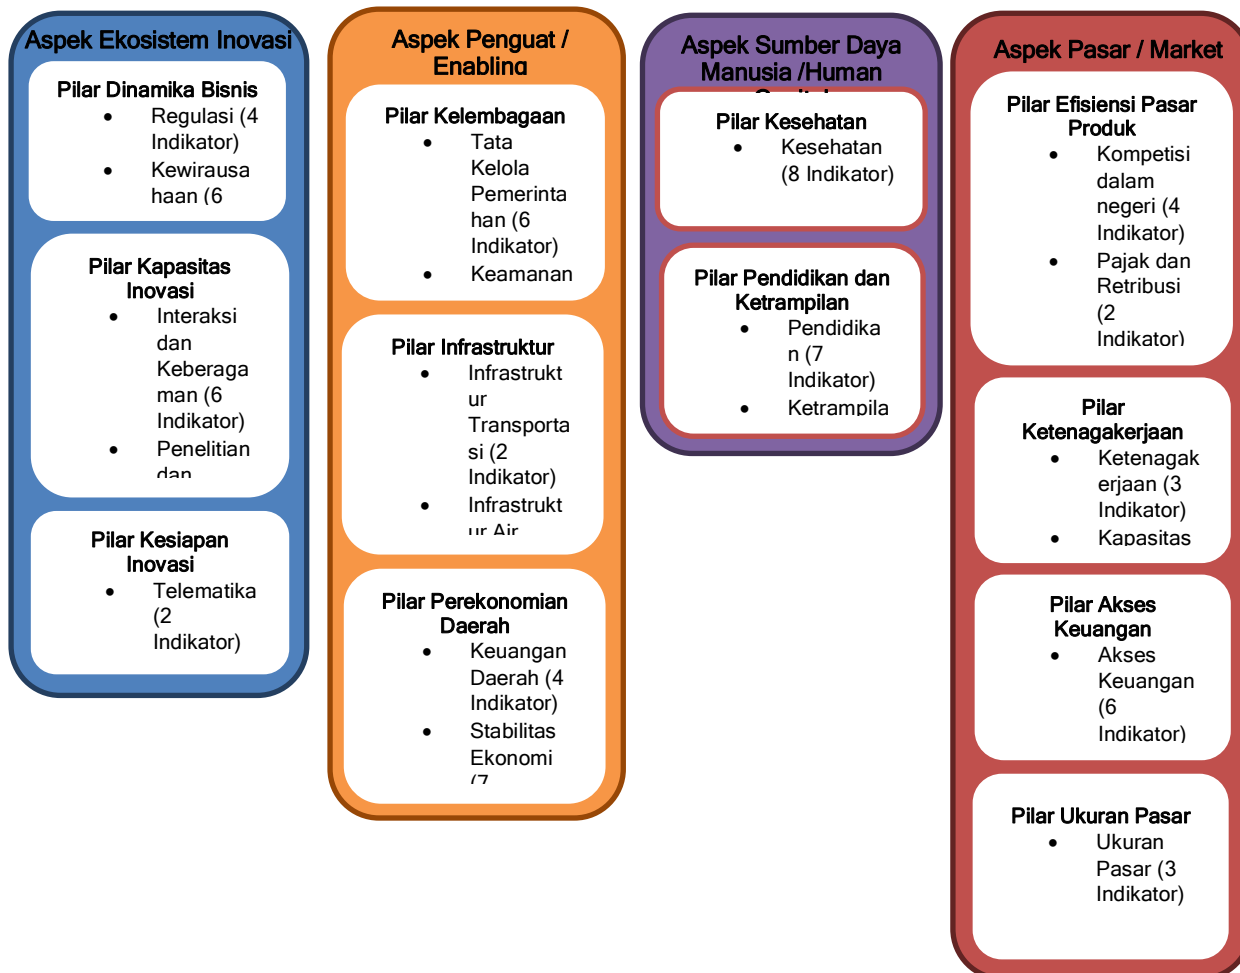 Aspek Ekosistem Inovasi
Pilar Dinamika Bisnis
• Regulasi (4
Indikator)
• Kewirausa
haan (6
Pilar Kapasitas
Inovasi
• Interaksi
dan
Keberaga
man (6
Indikator)
• Penelitian
dan
Pilar Kesiapan
Inovasi
• Telematika
(2
Indikator)
Aspek Penguat /
Enabling
Pilar Kelembagaan
• Tata
Kelola
Pemerinta
han (6
Indikator)
• Keamanan
Pilar Infrastruktur
• Infrastrukt
ur
Transporta
si (2
Indikator)
• Infrastrukt
ur Air
Pilar Perekonomian
Daerah
• Keuangan
Daerah (4
Indikator)
• Stabilitas
Ekonomi
(7
Aspek Sumber Daya
Manusia /Human
Pilar Kesehatan
• Kesehatan
(8 Indikator)
Pilar Pendidikan dan
Ketrampilan
• Pendidika
n (7
Indikator)
• Ketrampila
Aspek Pasar / Market
Pilar Efisiensi Pasar
Produk
• Kompetisi
dalam
negeri (4
Indikator)
• Pajak dan
Retribusi
(2
Indikator)
Pilar
Ketenagakerjaan
• Ketenagak
erjaan (3
Indikator)
• Kapasitas
Pilar Akses
Keuangan
• Akses
Keuangan
(6
Indikator)
Pilar Ukuran Pasar
• Ukuran
Pasar (3
Indikator)